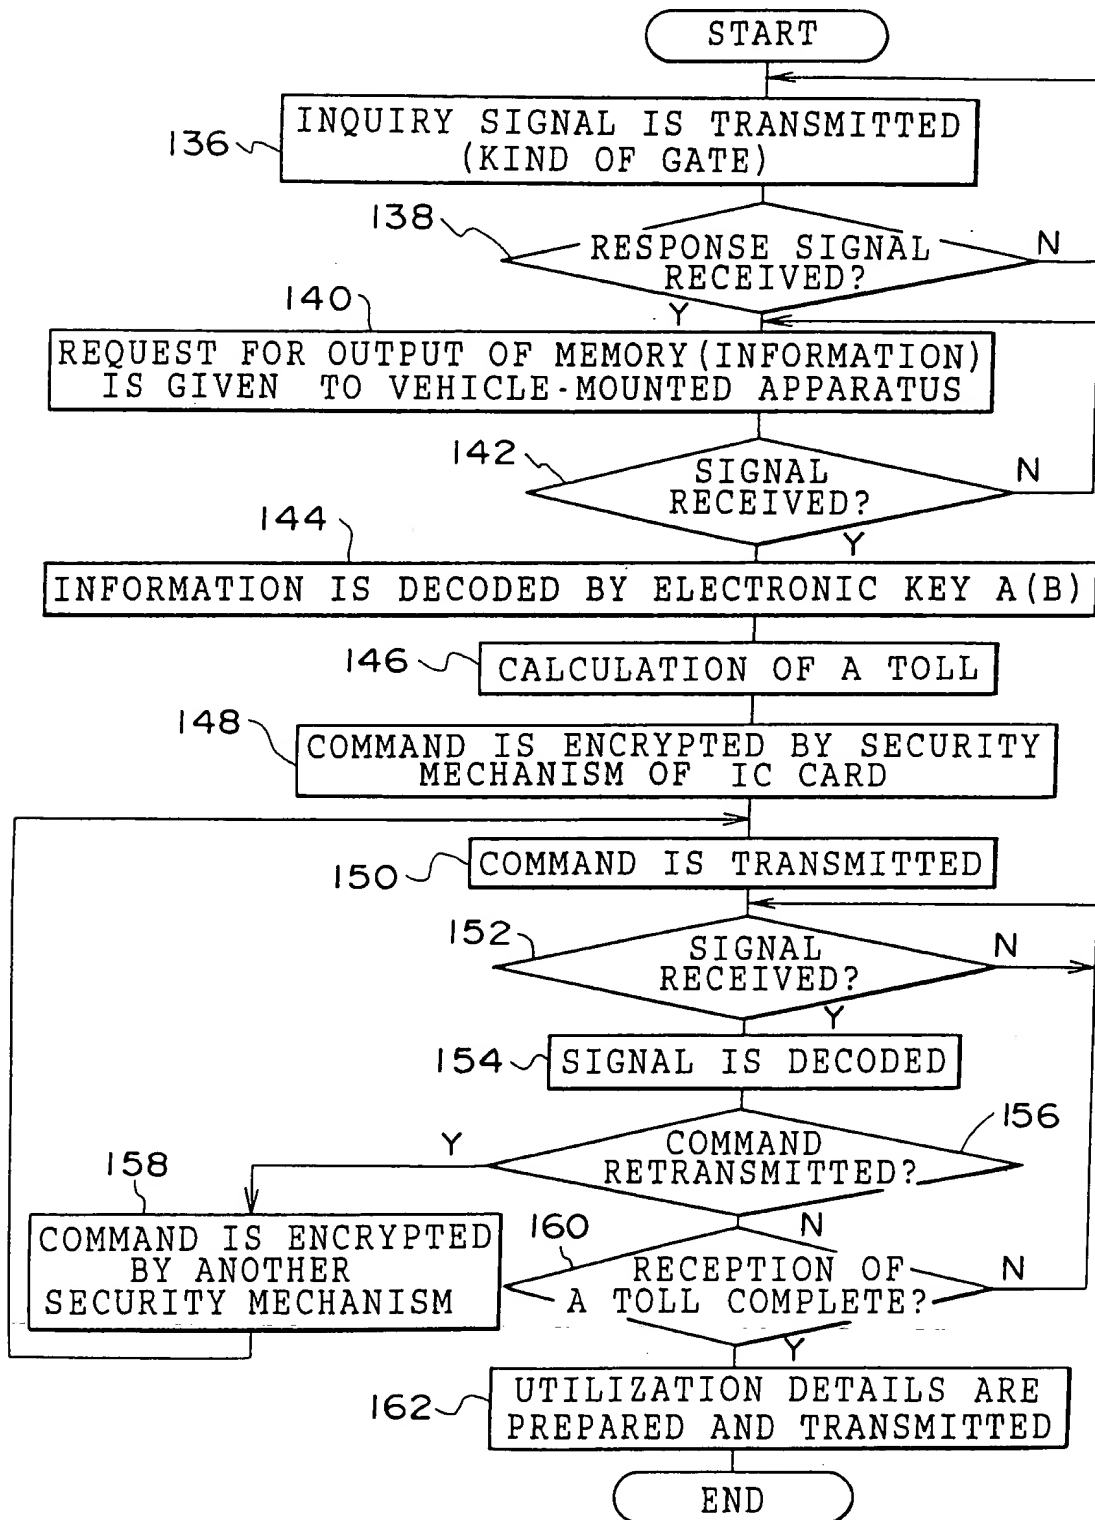 START
INQUIRY SIGNAL IS TRANSMITTED
(KIND OF GATE)
136
138
RESPONSE SIGNAL
RECEIVED?
N
140
Y
REQUEST FOR OUTPUT OF MEMORY (INFORMATION)
IS GIVEN TO VEHICLE-MOUNTED APPARATUS
142
SIGNAL
RECEIVED?
N
144
Y
INFORMATION IS DECODED BY ELECTRONIC KEY A(B)
146
CALCULATION OF A TOLL
148
COMMAND IS ENCRYPTED BY SECURITY
MECHANISM OF IC CARD
150
COMMAND IS TRANSMITTED
152
SIGNAL
RECEIVED?
N
Y
154
SIGNAL IS DECODED
156
Y
COMMAND
RETRANSMITTED?
158
N
COMMAND IS ENCRYPTED
BY ANOTHER
SECURITY MECHANISM
160
RECEPTION OF
A TOLL COMPLETE?
N
Y
162
UTILIZATION DETAILS ARE
PREPARED AND TRANSMITTED
END